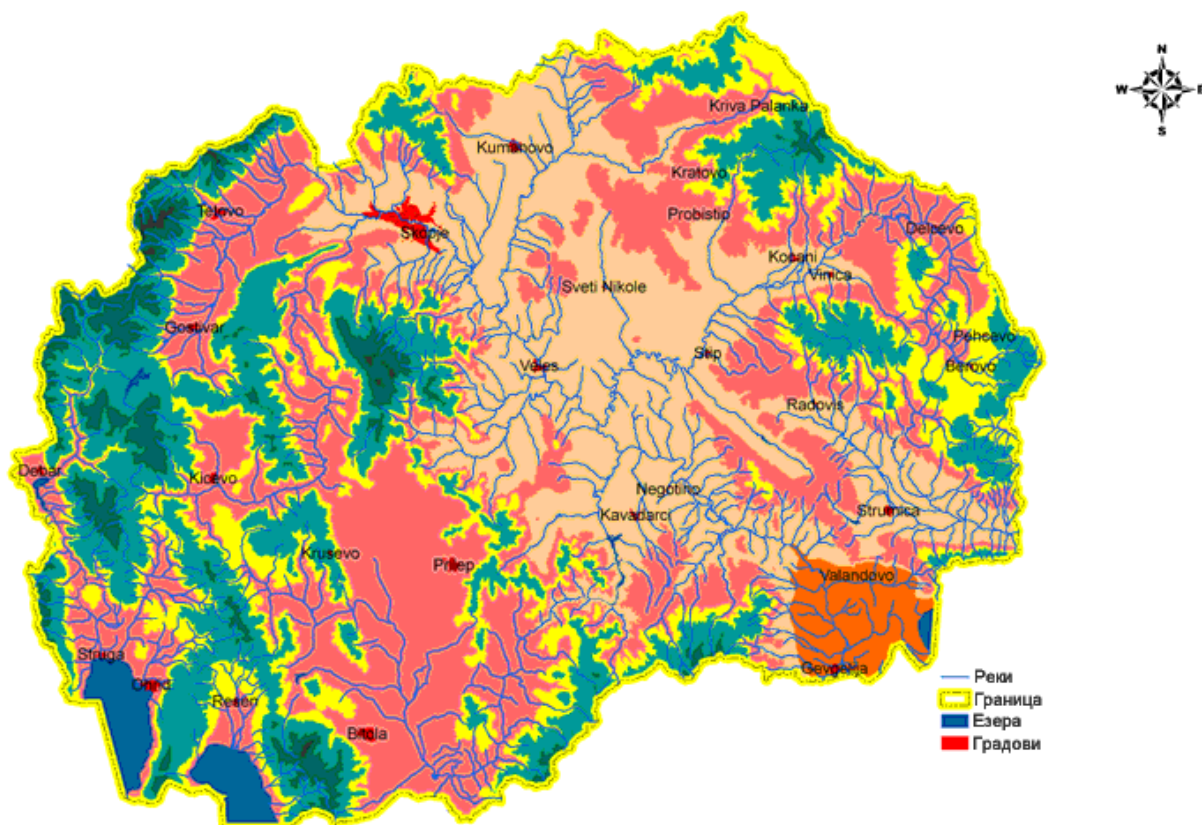 N
W
E
S
Kriva Palanka
Kumanovo
Kratovo
Tetovo
Probistip
Skopje
Delcevo
Kocani
Vinica
Sveti Nikole
Gostivar
Pehcevo
Stip
Veles
Berovo
Radovis
Debar
Kicevo
Negotino
Kavadarci
Strumica
Krusevo
Prilep
Valandovo
Struga
Gevgelija
Ohrid
Resen
Bitola
Реки
Граница
Езера
Градови